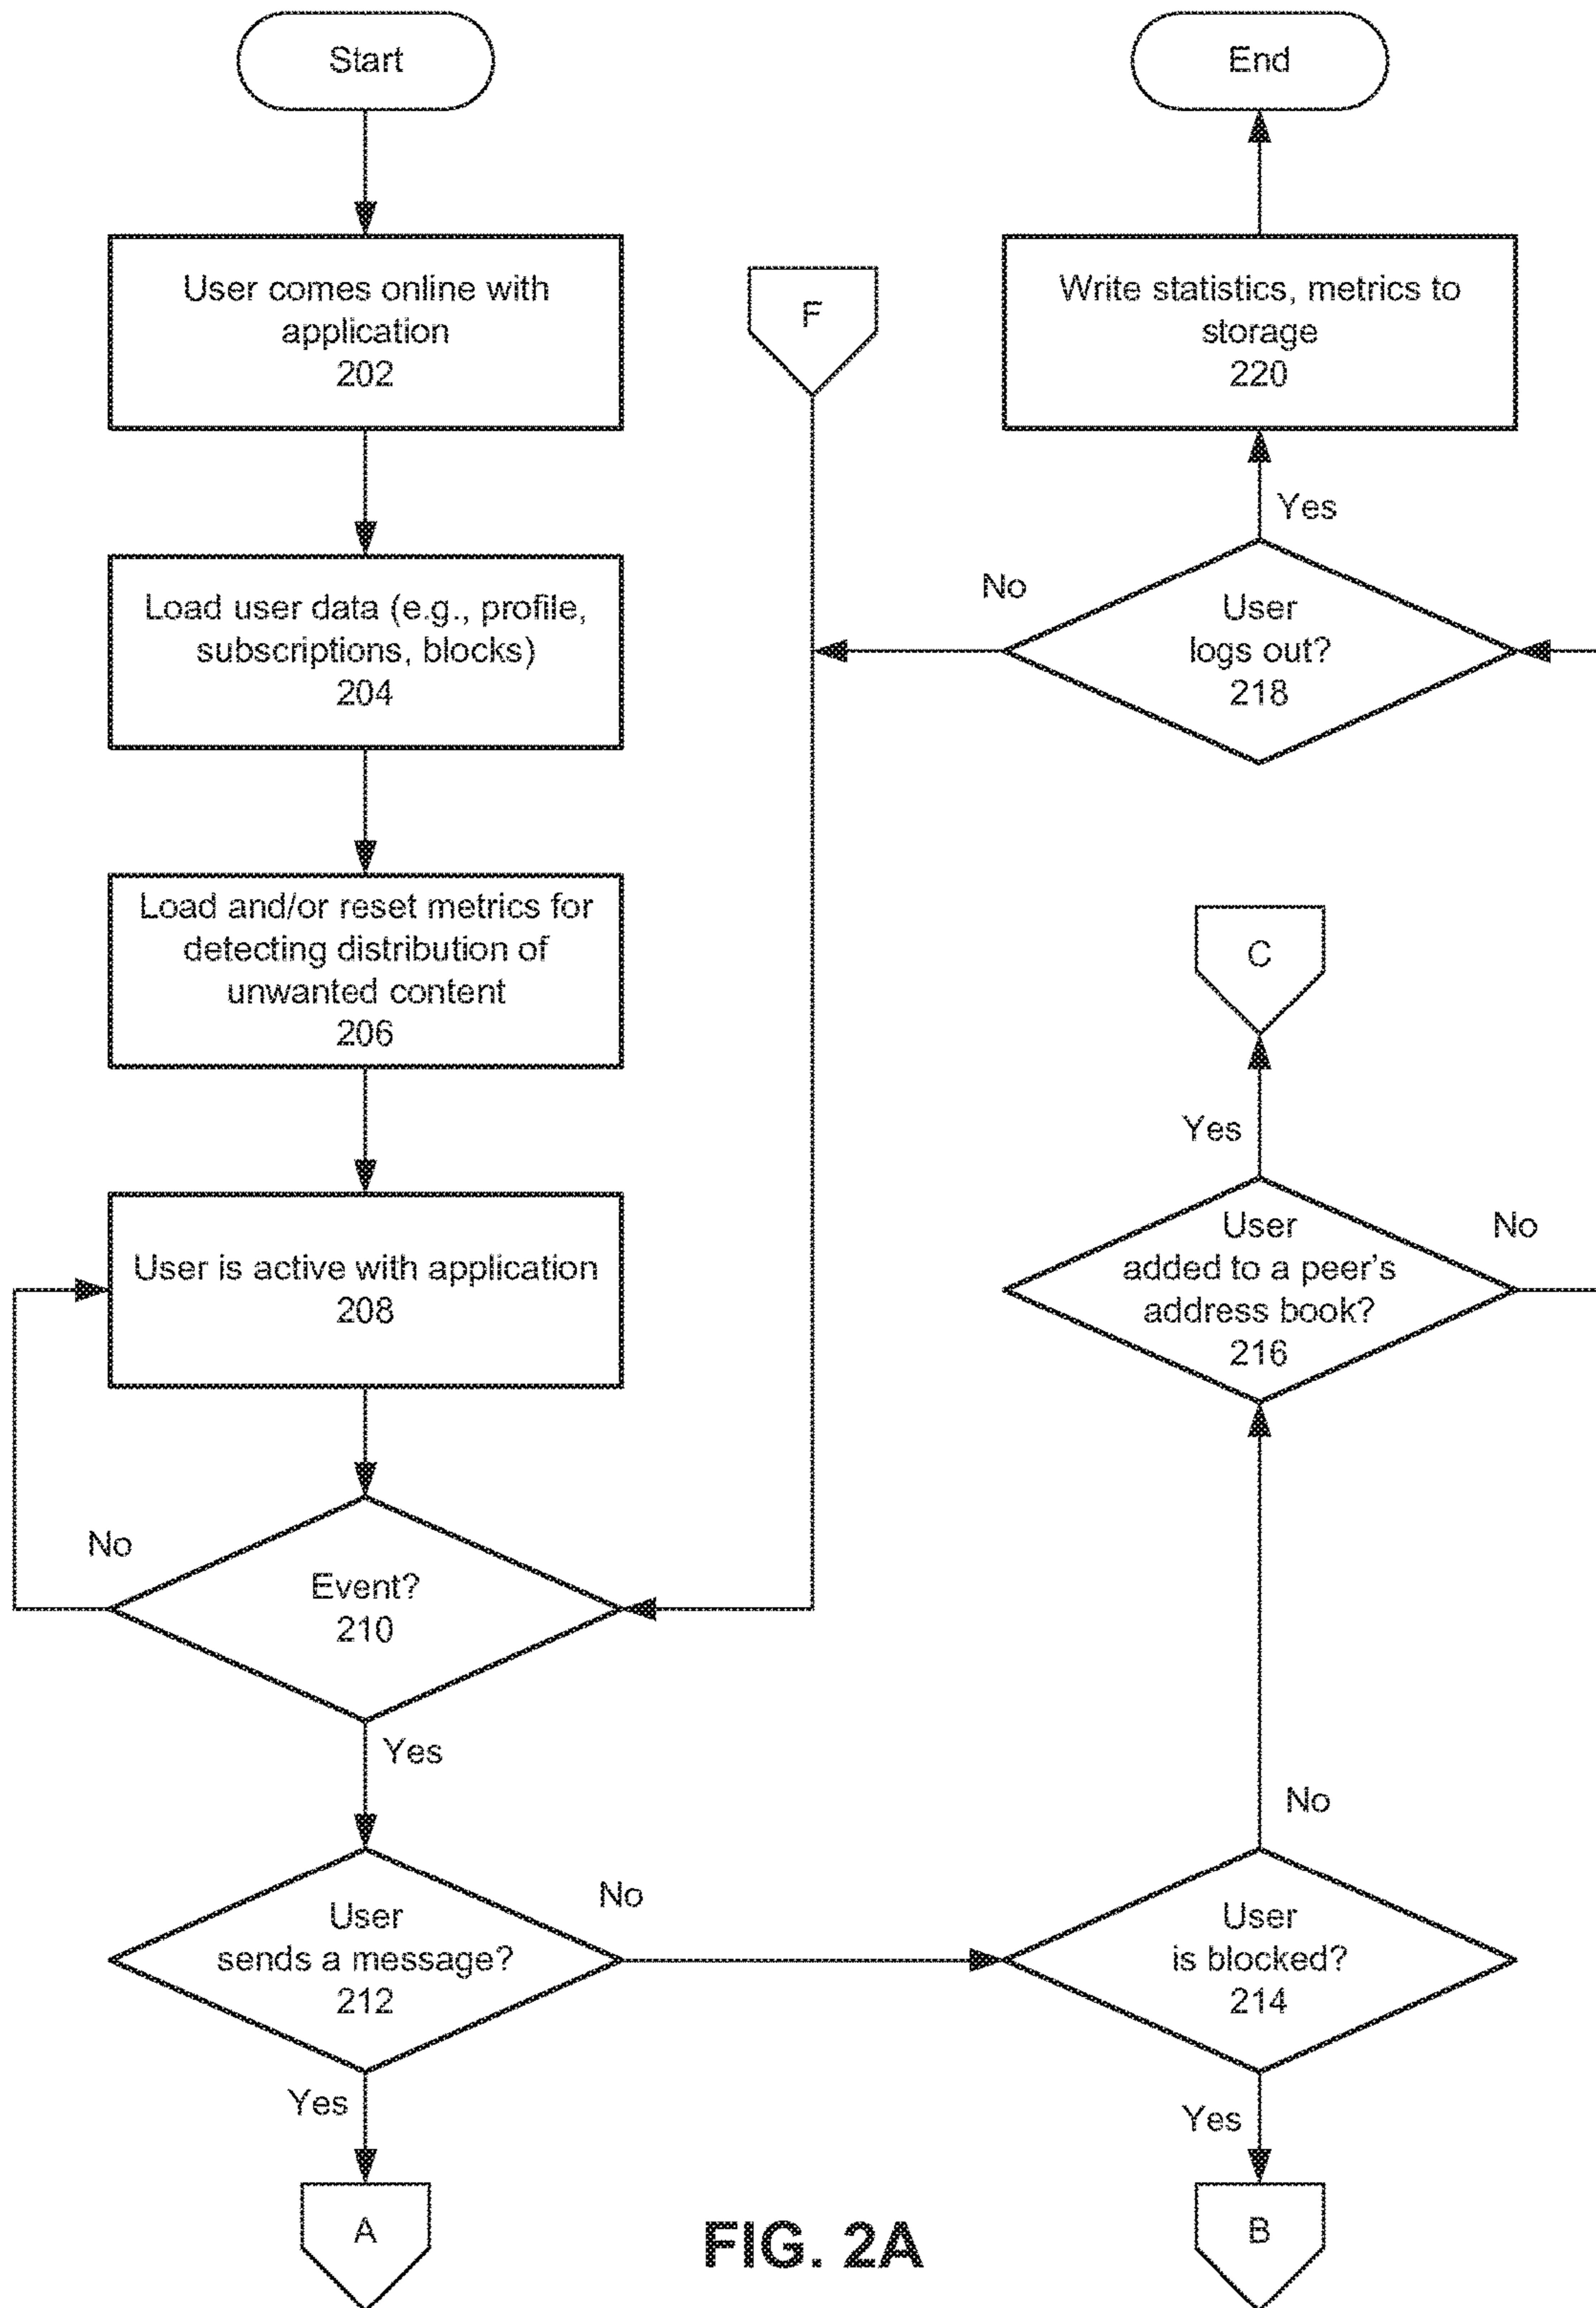 Start
User comes online with
application
202
Load user data (e.g., profile,
subscriptions, blocks)
204
Load and/or reset metrics for
detecting distribution of
unwanted content
206
User is active with application
208
No
Event?
210
Yes
User
sends a message?
212
No
Yes
A
F
End
Write statistics, metrics to
storage
220
Yes
No
User
logs out?
218
C
Yes
User
added to a peer's
address book?
216
No
No
User
is blocked?
214
Yes
B
FIG. 2A